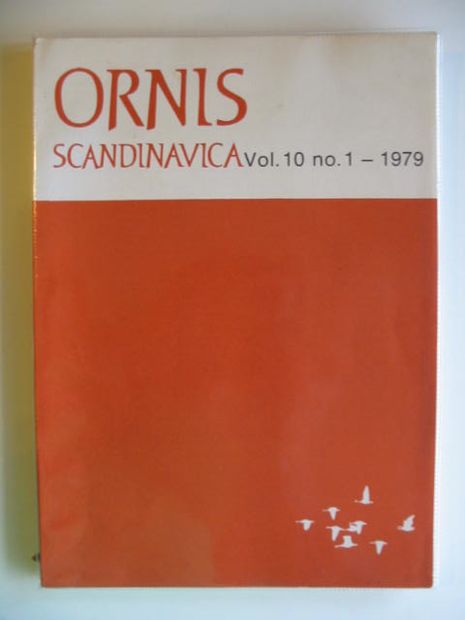 ORNIS
SCANDINAVICA Vol. 10 no. 1 – 1979